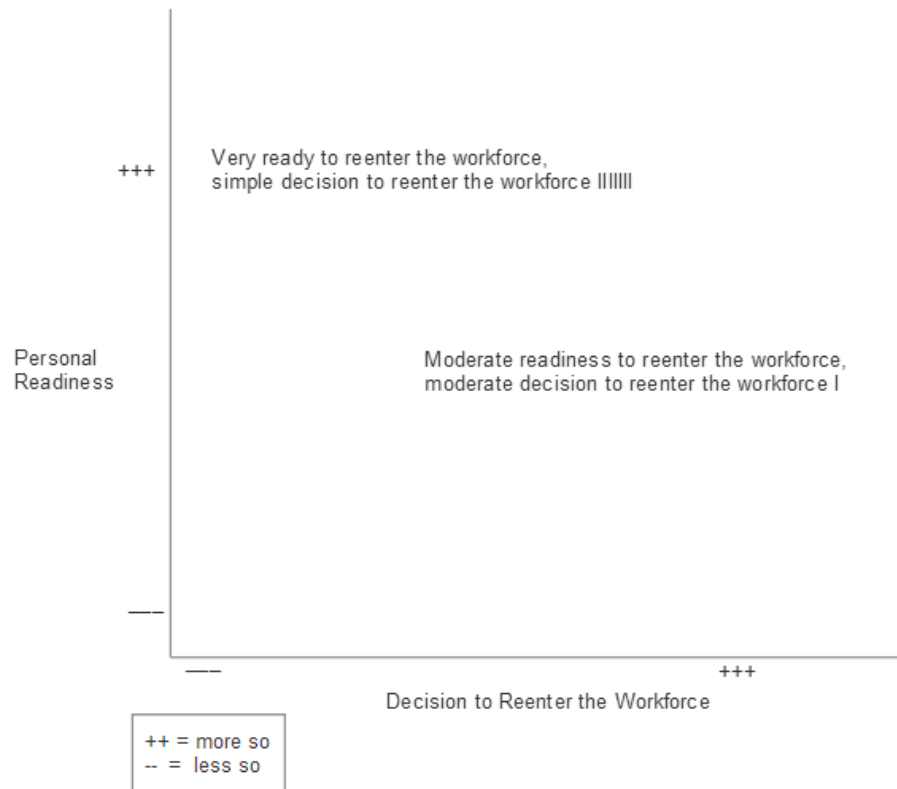 +++
Very ready to reenter the workforce,
simple decision to reenter the workforce IIIIIII
Personal
Readiness
Moderate readiness to reenter the workforce,
moderate decision to reenter the workforce I
–––
–––
+++
Decision to Reenter the Workforce
++ = more so
-- = less so